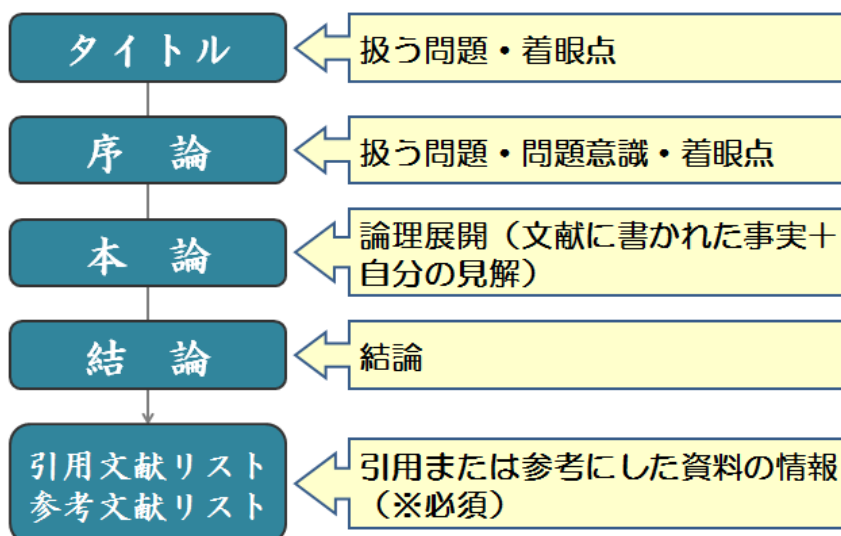 タイトル
扱う問題・着眼点
序 論
扱う問題・問題意識・着眼点
本 論
論理展開（文献に書かれた事実＋
自分の見解）
結 論
結論
引用文献リスト
参考文献リスト
引用または参考にした資料の情報
（※必須）